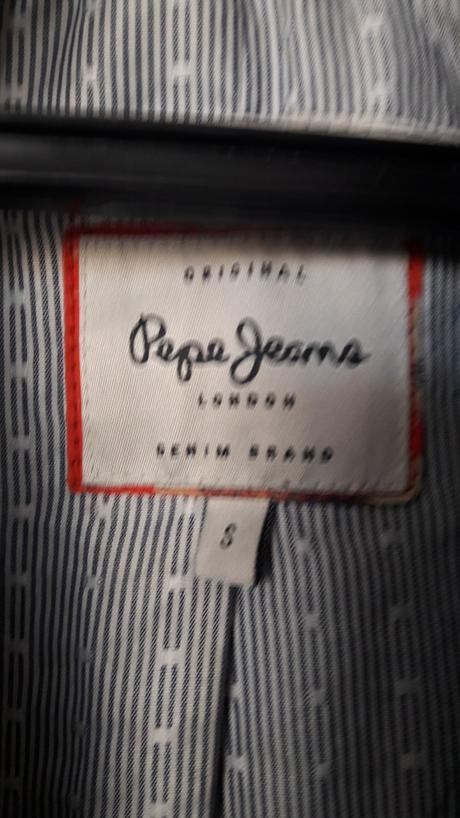 ORIGINAL
Pepe Jeans
LONDON
DENIM BRAND
S